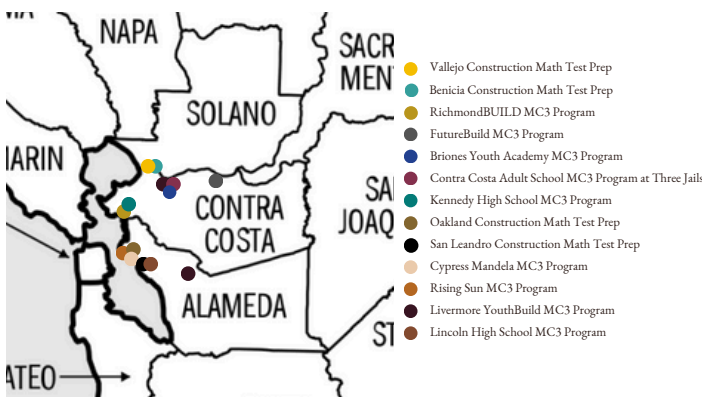 NAPA
SACR
MEN
SOLANO
MARIN
CONTRA
COSTA
SA
JOAQ
ALAMEDA
ST
ATEO
Vallejo Construction Math Test Prep
Benicia Construction Math Test Prep
RichmondBUILD MC3 Program
FutureBuild MC3 Program
Briones Youth Academy MC3 Program
Contra Costa Adult School MC3 Program at Three Jails
Kennedy High School MC3 Program
Oakland Construction Math Test Prep
San Leandro Construction Math Test Prep
Cypress Mandela MC3 Program
Rising Sun MC3 Program
Livermore YouthBuild MC3 Program
Lincoln High School MC3 Program